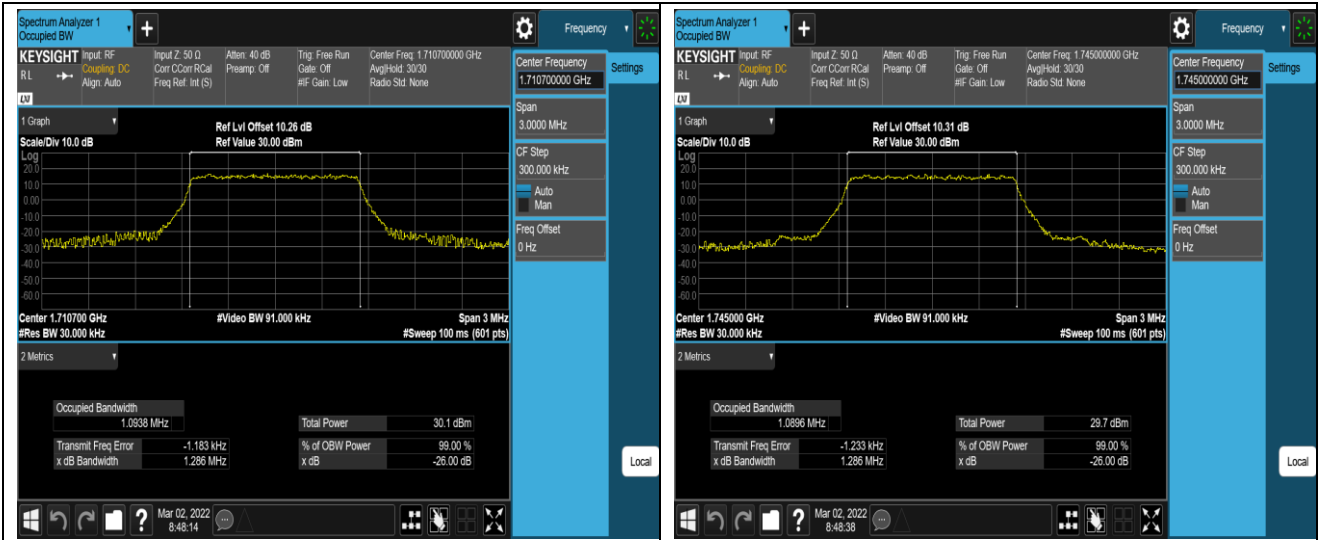 Spectrum Analyzer 1
Occupied BW
+
Frequency
KEYSIGHT
RL
LXI
Input: RF
Coupling: DC
Align: Auto
Input Z: 50 Ω
Corr CCorr RCal
Freq Ref: Int (S)
Atten: 40 dB
Preamp: Off
Trig: Free Run
Gate: Off
#IF Gain: Low
Center Freq: 1.710700000 GHz
Avg|Hold: 30/30
Radio Std: None
Center Frequency
1.710700000 GHz
Settings
Span
3.0000 MHz
CF Step
300.000 kHz
Auto
Man
Freq Offset
0 Hz
1 Graph
Ref Lvl Offset 10.26 dB
Scale/Div 10.0 dB
Ref Value 30.00 dBm
Log
20.0
10.0
0.00
-10.0
-20.0
-30.0
-40.0
-50.0
-60.0
Center 1.710700 GHz
#Video BW 91.000 kHz
Span 3 MHz
#Res BW 30.000 kHz
#Sweep 100 ms (601 pts)
2 Metrics
Occupied Bandwidth
1.0938 MHz
Total Power 30.1 dBm
Transmit Freq Error -1.183 kHz
% of OBW Power 99.00 %
x dB Bandwidth 1.286 MHz
x dB -26.00 dB
Local
?
Mar 02, 2022
8:48:14
Spectrum Analyzer 1
Occupied BW
+
Frequency
KEYSIGHT
RL
LXI
Input: RF
Coupling: DC
Align: Auto
Input Z: 50 Ω
Corr CCorr RCal
Freq Ref: Int (S)
Atten: 40 dB
Preamp: Off
Trig: Free Run
Gate: Off
#IF Gain: Low
Center Freq: 1.745000000 GHz
Avg|Hold: 30/30
Radio Std: None
Center Frequency
1.745000000 GHz
Settings
Span
3.0000 MHz
CF Step
300.000 kHz
Auto
Man
Freq Offset
0 Hz
1 Graph
Ref Lvl Offset 10.31 dB
Scale/Div 10.0 dB
Ref Value 30.00 dBm
Log
20.0
10.0
0.00
-10.0
-20.0
-30.0
-40.0
-50.0
-60.0
Center 1.745000 GHz
#Video BW 91.000 kHz
Span 3 MHz
#Res BW 30.000 kHz
#Sweep 100 ms (601 pts)
2 Metrics
Occupied Bandwidth
1.0896 MHz
Total Power 29.7 dBm
Transmit Freq Error -1.233 kHz
% of OBW Power 99.00 %
x dB Bandwidth 1.286 MHz
x dB -26.00 dB
Local
?
Mar 02, 2022
8:48:38